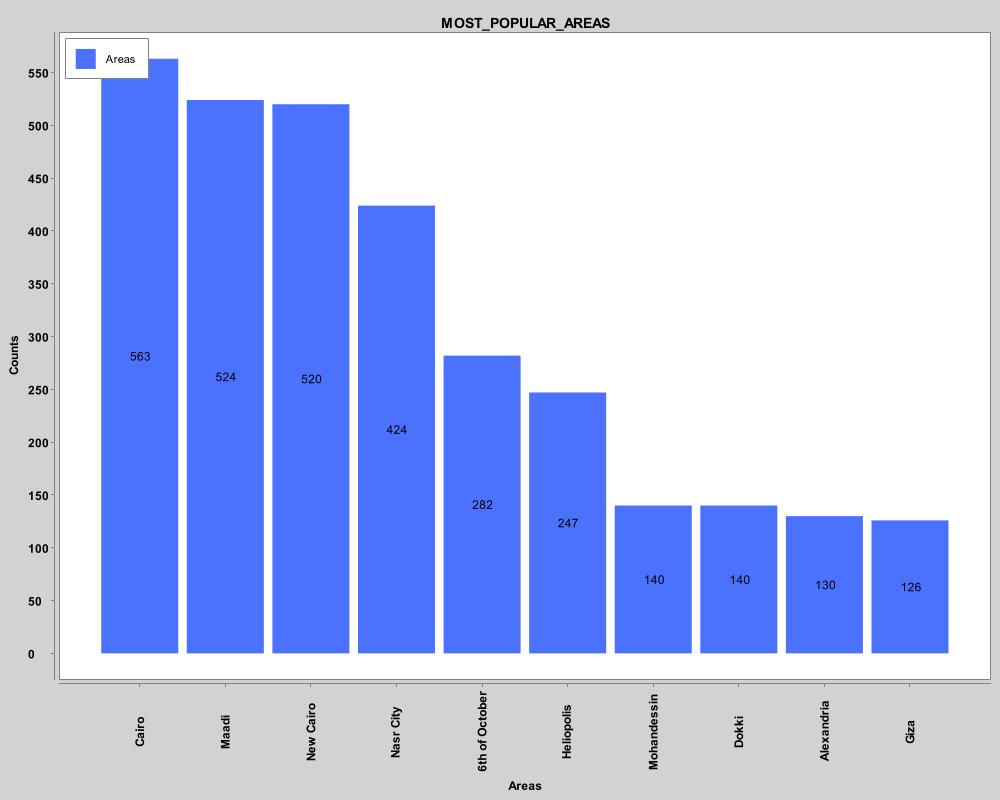 MOST_POPULAR_AREAS
Areas
550
500
450
400
350
300
250
200
150
100
50
0
Counts
563
524
520
424
282
247
140
140
130
126
Cairo
Maadi
New Cairo
Nasr City
6th of October
Heliopolis
Mohandessin
Dokki
Alexandria
Giza
Areas